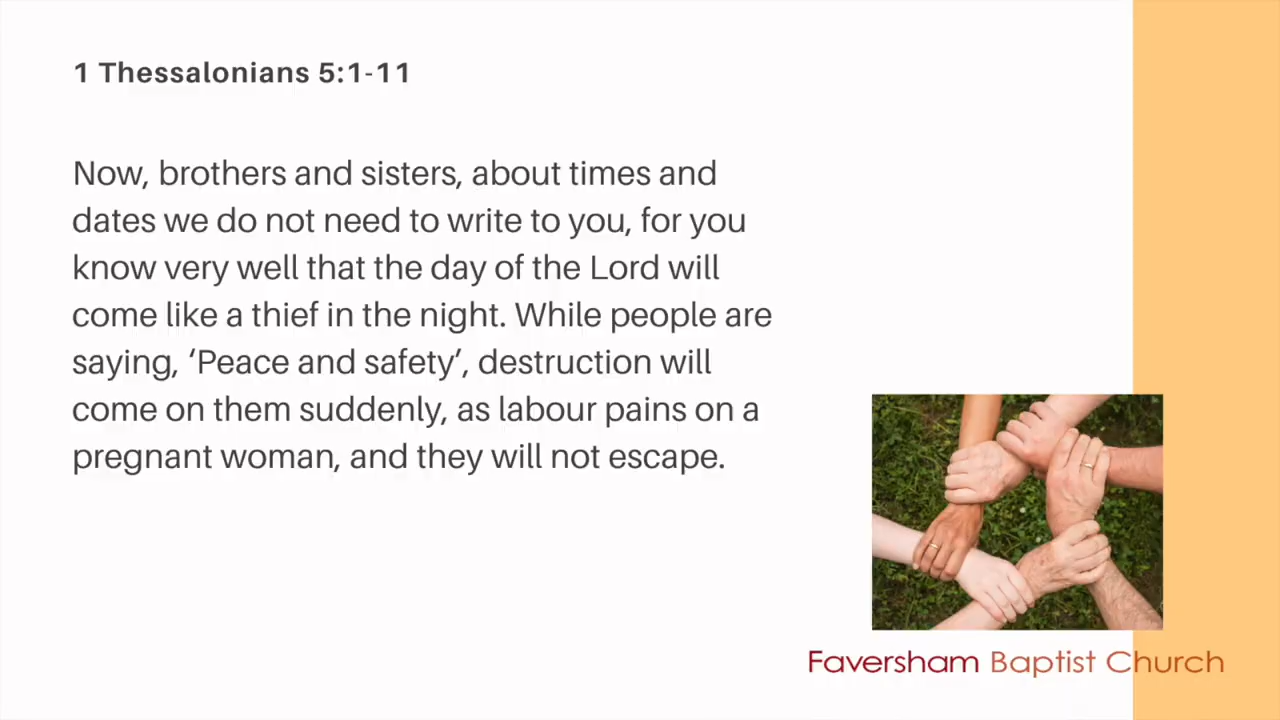 1 Thessalonians 5:1-11
Now, brothers and sisters, about times and
dates we do not need to write to you, for you
know very well that the day of the Lord will
come like a thief in the night. While people are
saying, ‘Peace and safety’, destruction will
come on them suddenly, as labour pains on a
pregnant woman, and they will not escape.
Faversham Baptist Church